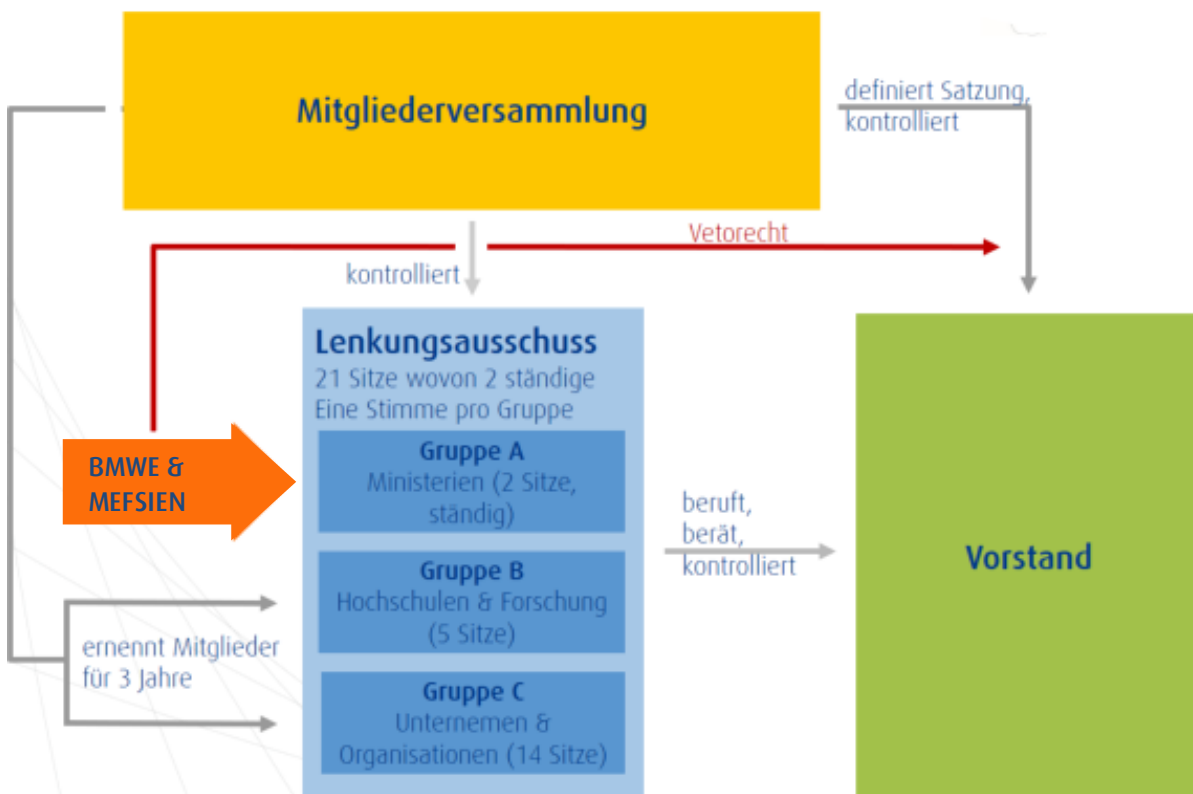 Mitgliederversammlung
definiert Satzung,
kontrolliert
Vetorecht
kontrolliert
Lenkungsausschuss
21 Sitze wovon 2 ständige
Eine Stimme pro Gruppe
BMWE &
MEFSIEN
Gruppe A
Ministerien (2 Sitze,
ständig)
Gruppe B
Hochschulen & Forschung
(5 Sitze)
Gruppe C
Unternemen &
Organisationen (14 Sitze)
ernennt Mitglieder
für 3 Jahre
beruft,
berät,
kontrolliert
Vorstand